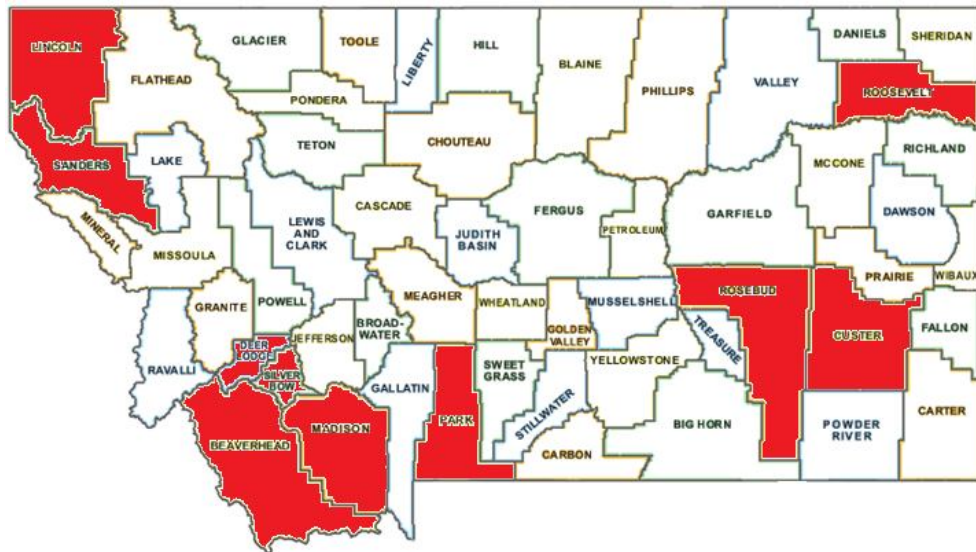 LINCOLN
GLACIER
TOOLE
LIBERTY
HILL
BLAINE
PHILLIPS
VALLEY
DANIELS
SHERIDAN
FLATHEAD
PONDERA
ROOSEVELT
SANDERS
LAKE
TETON
CHOUTEAU
MCCONE
RICHLAND
MINERAL
MISSOULA
LEWIS
AND
CLARK
CASCADE
JUDITH
BASIN
FERGUS
PETROLEUM
GARFIELD
DAWSON
PRAIRIE
WIBAUX
GRANITE
POWELL
MEAGHER
WHEATLAND
GOLDEN
VALLEY
MUSSELSHELL
ROSEBUD
TREASURE
CUSTER
FALLON
RAVALLI
DEER
LODGE
SILVER
BOW
JEFFERSON
BROAD-
WATER
GALLATIN
PARK
SWEET
GRASS
STILLWATER
YELLOWSTONE
BEAVERHEAD
MADISON
CARBON
BIG HORN
POWDER
RIVER
CARTER